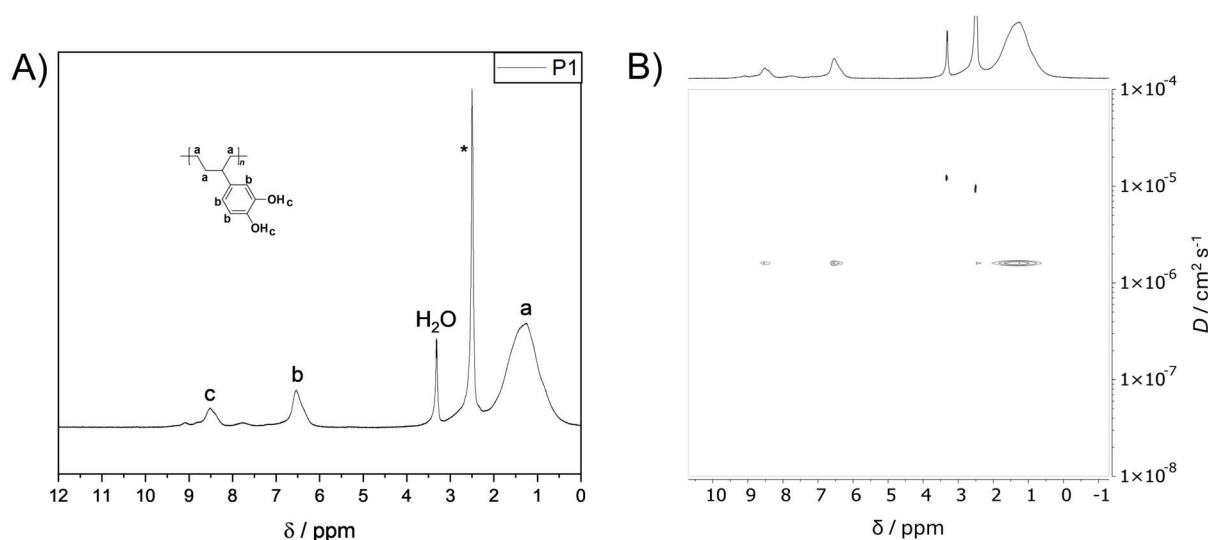 A)
P1
a a
n
a
b
b
OHc
b
OHc
*
H₂O
a
b
c
12 11 10 9 8 7 6 5 4 3 2 1 0
δ / ppm
B)
1×10⁻⁴
1×10⁻⁵
1×10⁻⁶
1×10⁻⁷
1×10⁻⁸
D / cm² s⁻¹
10 9 8 7 6 5 4 3 2 1 0 -1
δ / ppm